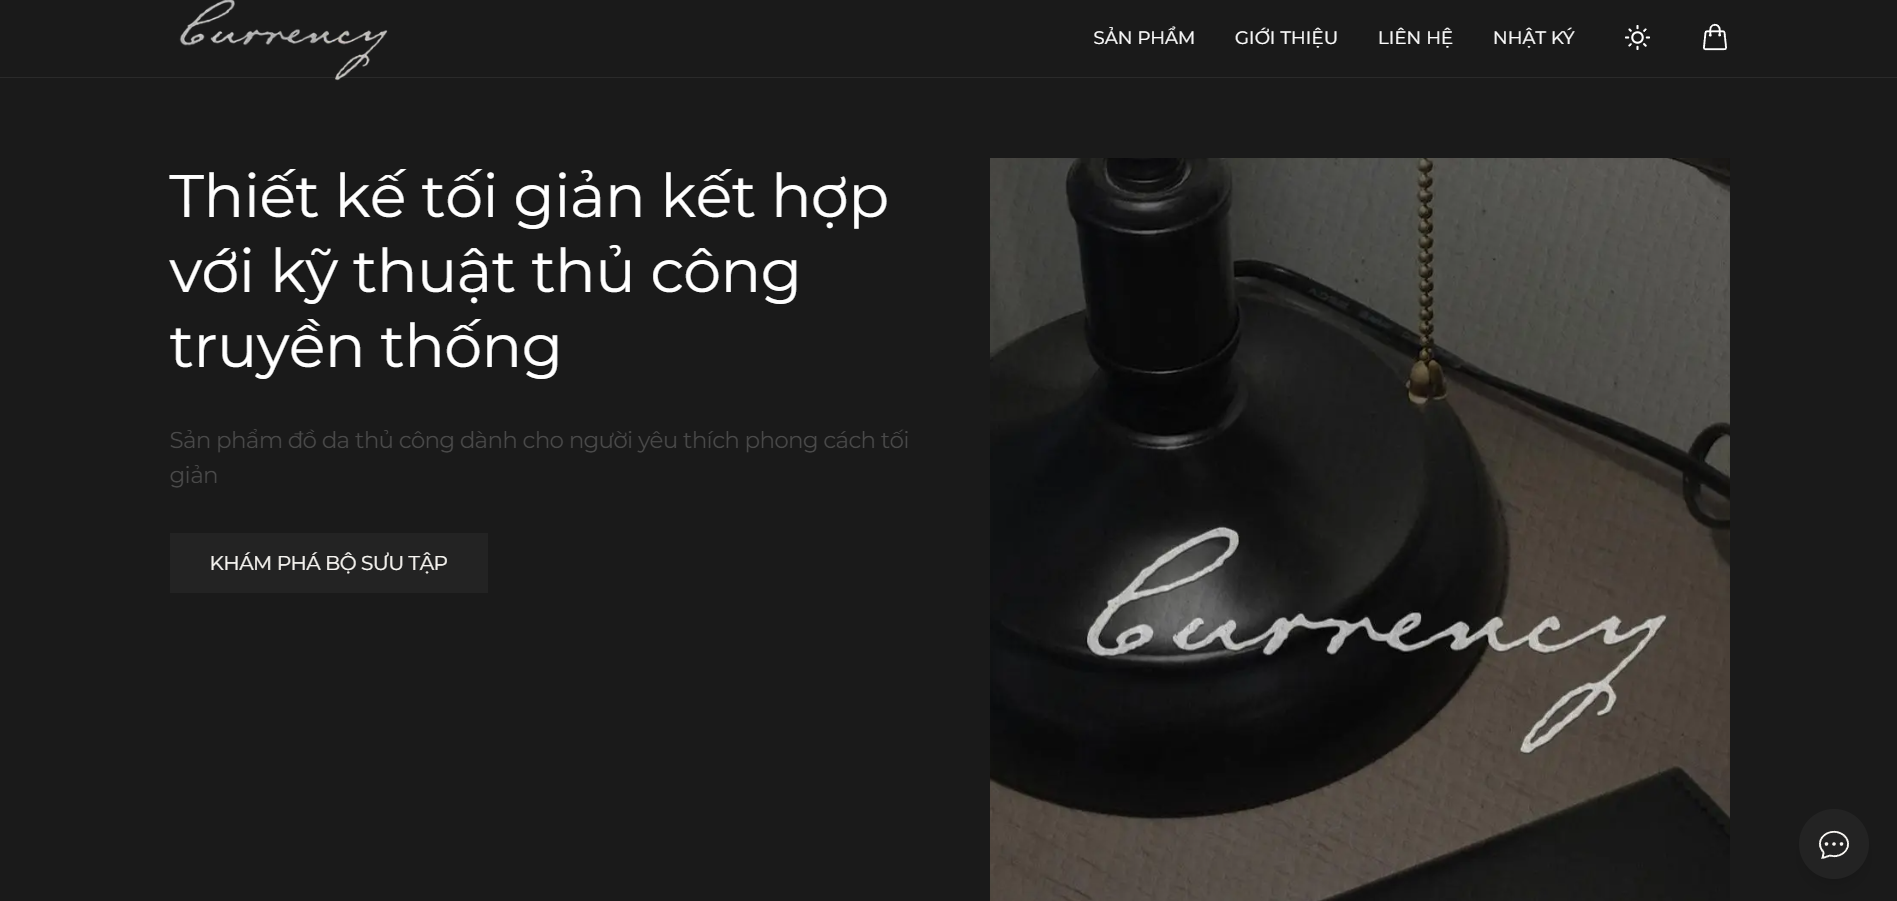 Currency
SẢN PHẨM
GIỚI THIỆU
LIÊN HỆ
NHẬT KÝ
Thiết kế tối giản kết hợp
với kỹ thuật thủ công
truyền thống
Sản phẩm đồ da thủ công dành cho người yêu thích phong cách tối
giản
KHÁM PHÁ BỘ SƯU TẬP
Currency